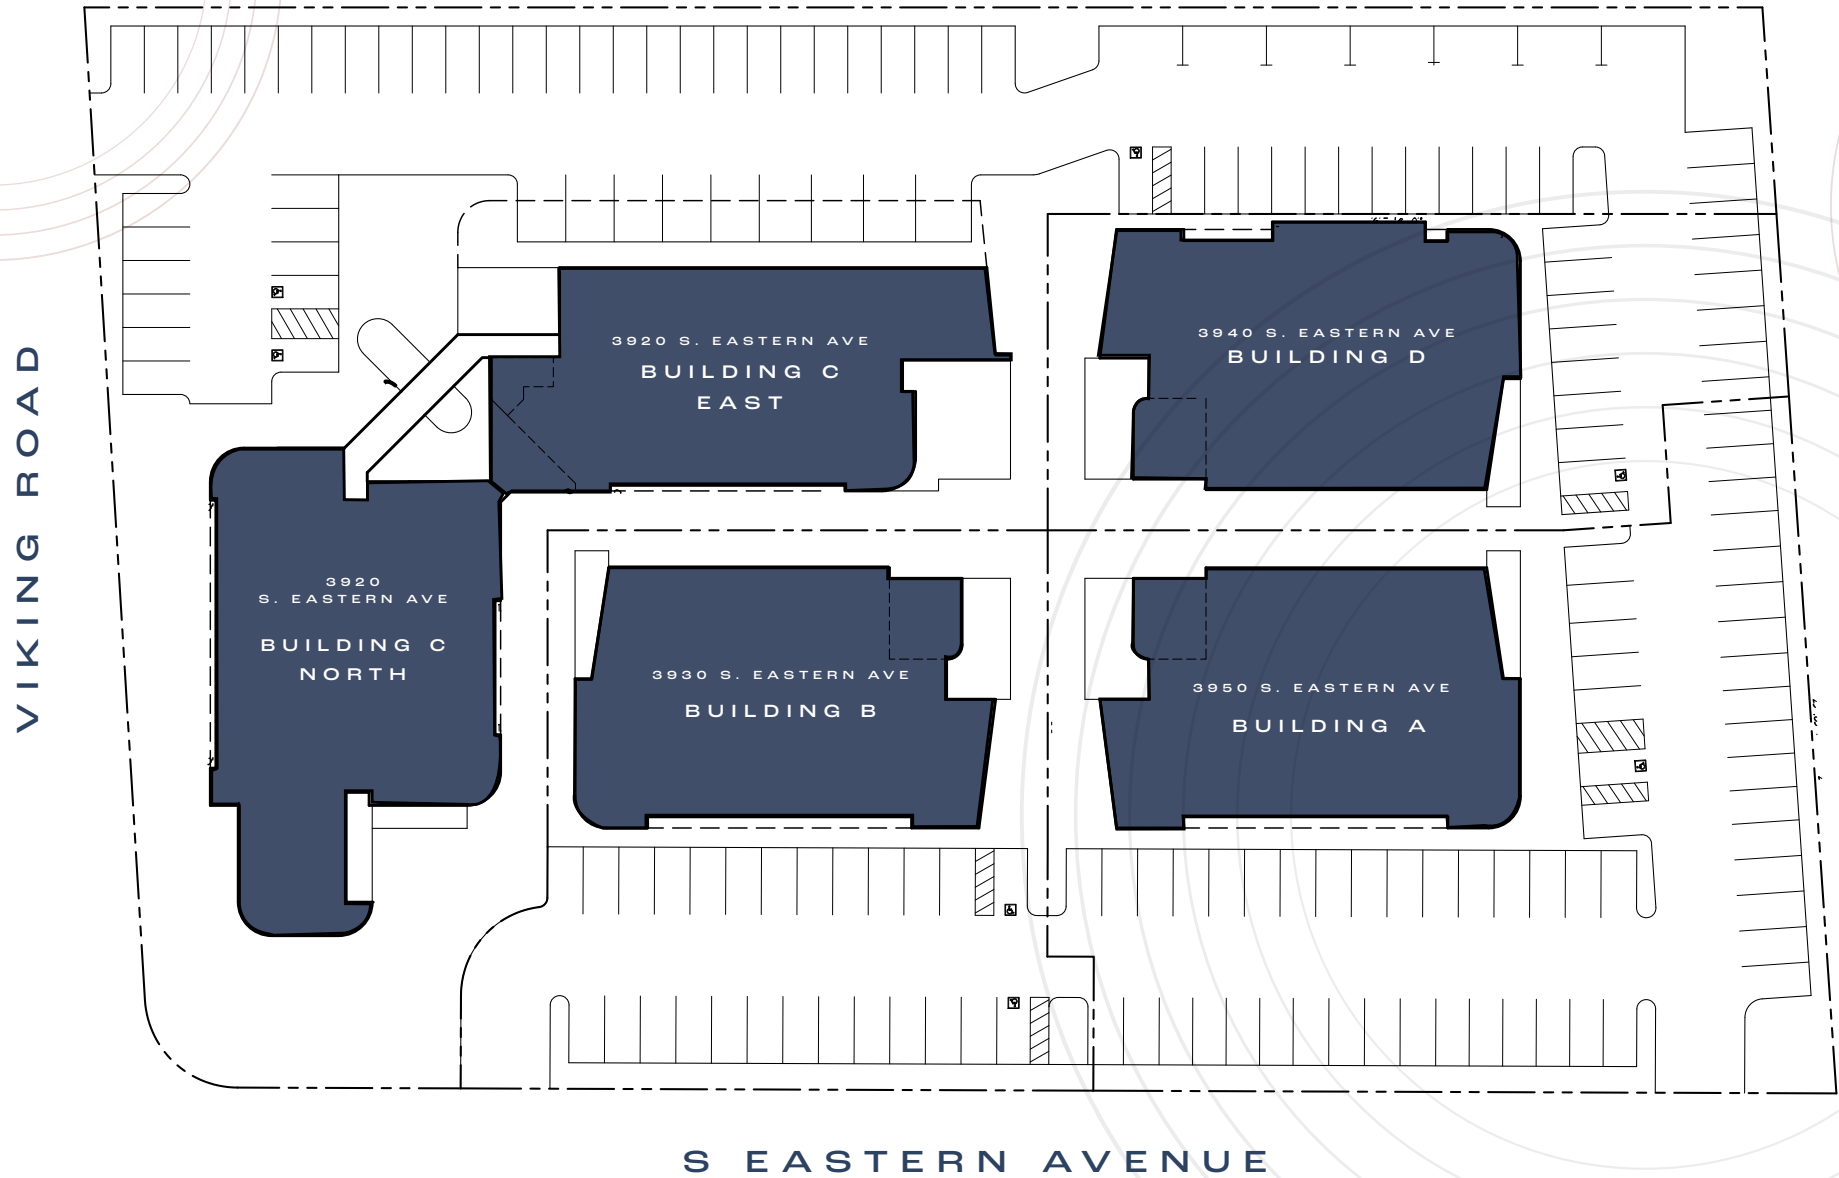 3920 S. EASTERN AVE
BUILDING C
EAST
3940 S. EASTERN AVE
BUILDING D
VIKING ROAD
3920
S. EASTERN AVE
BUILDING C
NORTH
3930 S. EASTERN AVE
BUILDING B
3950 S. EASTERN AVE
BUILDING A
S EASTERN AVENUE